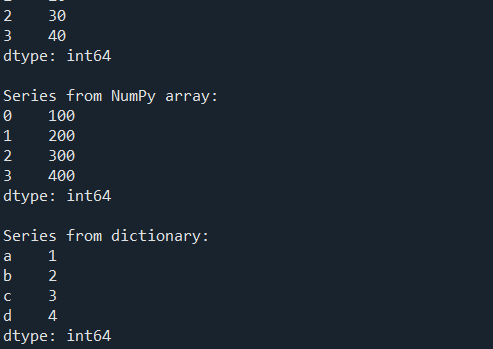 2    30
3    40
dtype: int64

Series from NumPy array:
0    100
1    200
2    300
3    400
dtype: int64

Series from dictionary:
a    1
b    2
c    3
d    4
dtype: int64